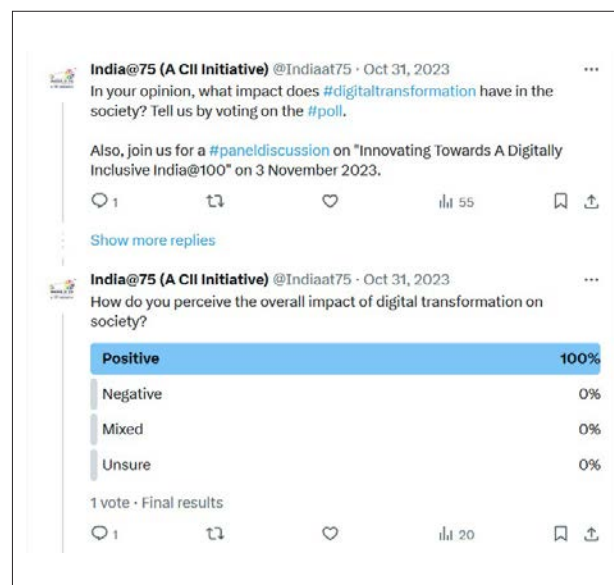 India@75 (A CII Initiative) @Indiaat75 · Oct 31, 2023 ...
In your opinion, what impact does #digitaltransformation have in the
society? Tell us by voting on the #poll.
Also, join us for a #paneldiscussion on "Innovating Towards A Digitally
Inclusive India@100" on 3 November 2023.
1 55
Show more replies
India@75 (A CII Initiative) @Indiaat75 · Oct 31, 2023 ...
How do you perceive the overall impact of digital transformation on
society?
Positive 100%
Negative 0%
Mixed 0%
Unsure 0%
1 vote · Final results
1 20